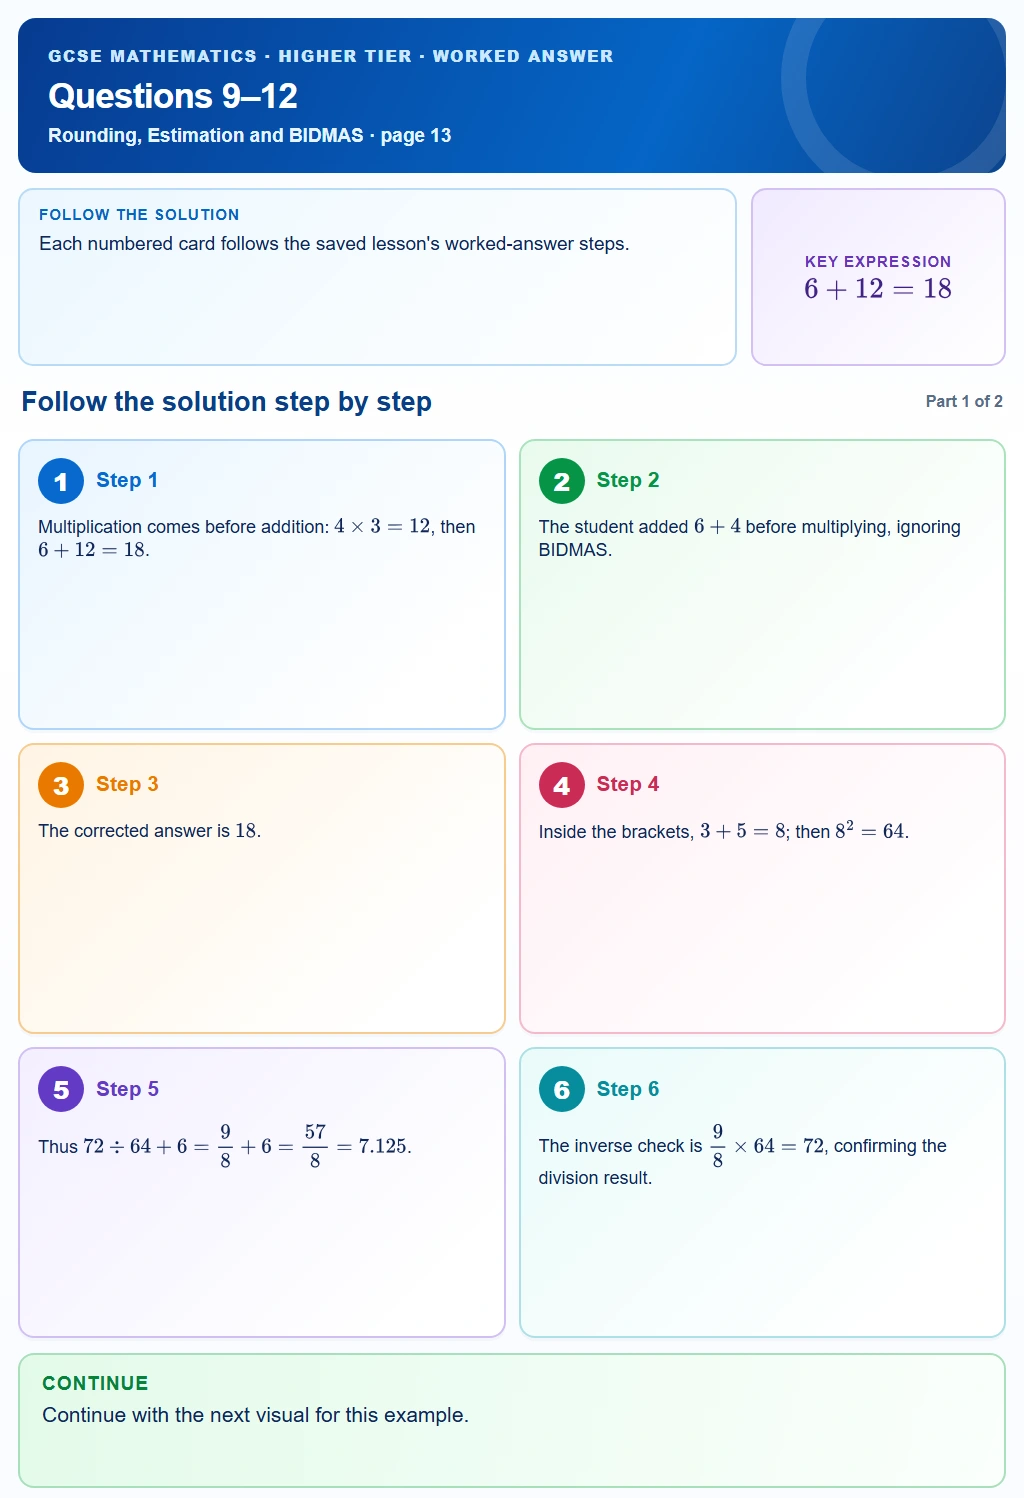 GCSE MATHEMATICS · HIGHER TIER · WORKED ANSWER
Questions 9–12
Rounding, Estimation and BIDMAS · page 13
FOLLOW THE SOLUTION
Each numbered card follows the saved lesson's worked-answer steps.
KEY EXPRESSION
6 + 12 = 18
Follow the solution step by step
Part 1 of 2
1 Step 1
Multiplication comes before addition: 4 × 3 = 12, then
6 + 12 = 18.
2 Step 2
The student added 6 + 4 before multiplying, ignoring
BIDMAS.
3 Step 3
The corrected answer is 18.
4 Step 4
Inside the brackets, 3 + 5 = 8; then 8² = 64.
5 Step 5
Thus 72 ÷ 64 + 6 = 9/8 + 6 = 57/8 = 7.125.
6 Step 6
The inverse check is 9/8 × 64 = 72, confirming the
division result.
CONTINUE
Continue with the next visual for this example.